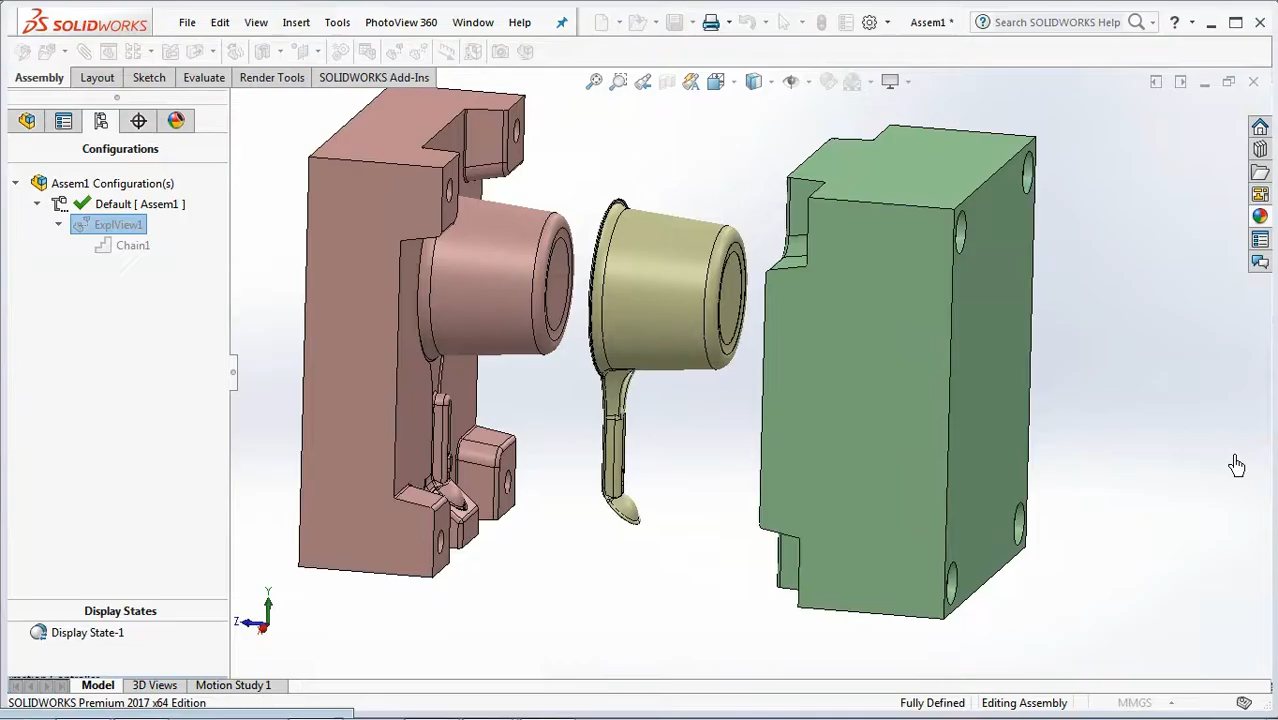 SOLIDWORKS File Edit View Insert Tools PhotoView 360 Window Help Assem1 * Search SOLIDWORKS Help ?
Assembly Layout Sketch Evaluate Render Tools SOLIDWORKS Add-Ins
Configurations
Assem1 Configuration(s)
Default [ Assem1 ]
ExplView1
Chain1
Y
Z
Display States
Display State-1
Model 3D Views Motion Study 1
SOLIDWORKS Premium 2017 x64 Edition Fully Defined Editing Assembly MMGS